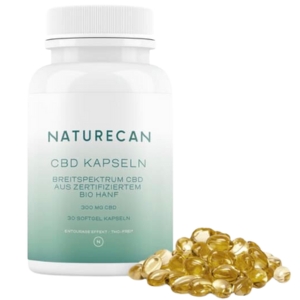 NATURECAN
CBD KAPSELN
BREITSPEKTRUM CBD
AUS ZERTIFIZIERTEM
BIO HANF
300 MG CBD
30 SOFTGEL KAPSELN